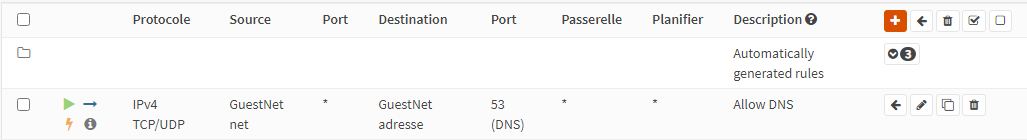 Protocole Source Port Destination Port Passerelle Planifier Description
Automatically
generated rules
3
IPv4
TCP/UDP
GuestNet
net
*
GuestNet
adresse
53
(DNS)
*
*
Allow DNS